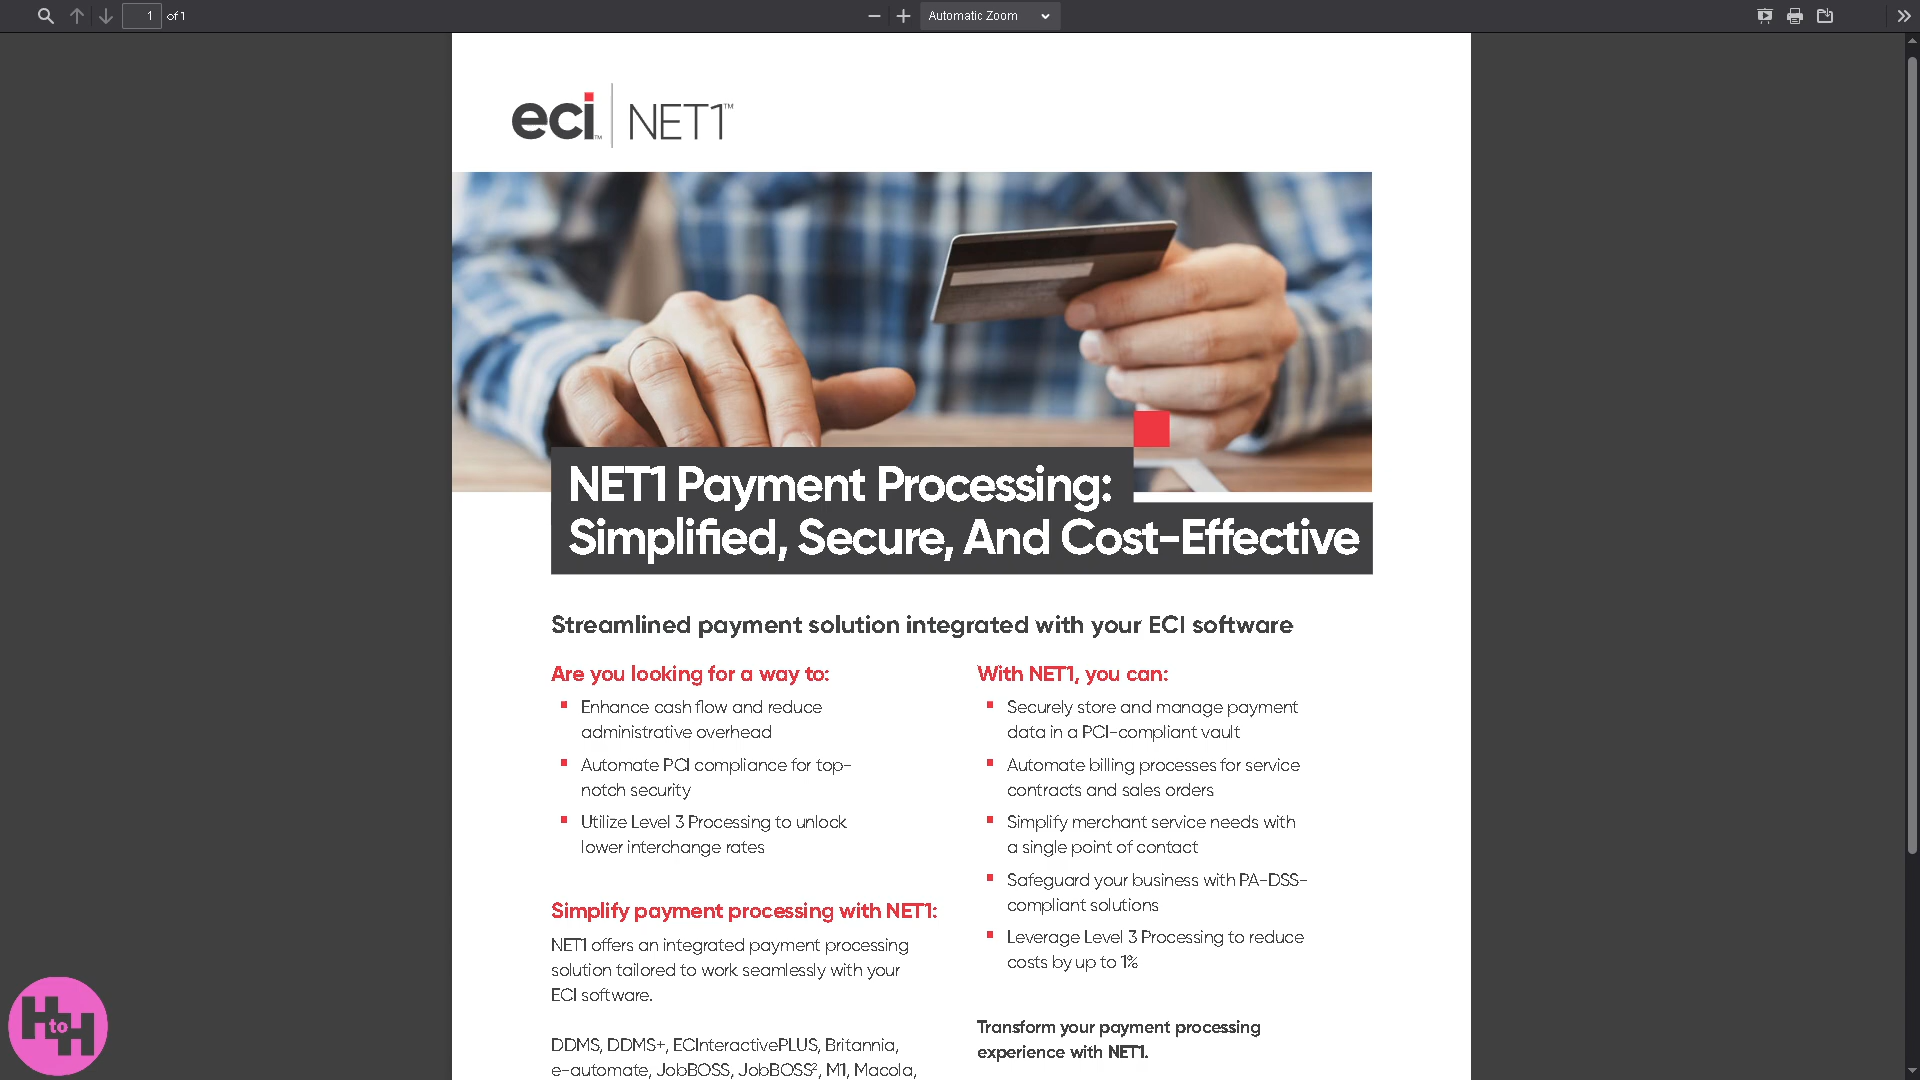 1 of 1
Automatic Zoom
eci™ NET1™
NET1 Payment Processing:
Simplified, Secure, And Cost-Effective
Streamlined payment solution integrated with your ECI software
Are you looking for a way to:
Enhance cash flow and reduce
administrative overhead
Automate PCI compliance for top-
notch security
Utilize Level 3 Processing to unlock
lower interchange rates
Simplify payment processing with NET1:
NET1 offers an integrated payment processing
solution tailored to work seamlessly with your
ECI software.
DDMS, DDMS+, ECInteractivePLUS, Britannia,
e-automate, JobBOSS, JobBOSS², M1, Macola,
With NET1, you can:
Securely store and manage payment
data in a PCI-compliant vault
Automate billing processes for service
contracts and sales orders
Simplify merchant service needs with
a single point of contact
Safeguard your business with PA-DSS-
compliant solutions
Leverage Level 3 Processing to reduce
costs by up to 1%
Transform your payment processing
experience with NET1.
H to H